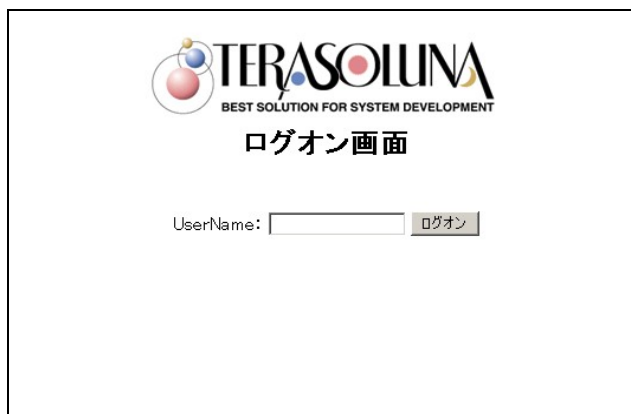 TERASOLUNA
BEST SOLUTION FOR SYSTEM DEVELOPMENT
ログオン画面
UserName: ログオン